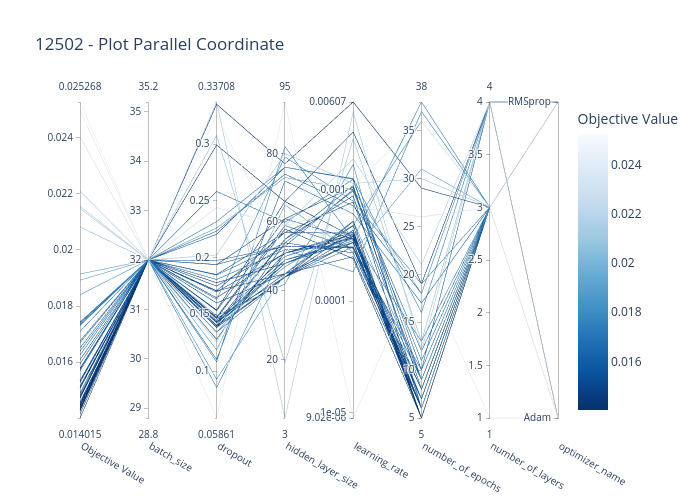 12502 - Plot Parallel Coordinate
0.025268 35.2 0.33708 95 0.00607 38 4
Objective Value
0.024 0.022 0.02 0.018 0.016
0.014015
35 34 33 32 31 30 29
28.8
0.3 0.25 0.2 0.15 0.1
0.05861
80 60 40 20
3
0.001 0.0001 1e-05
9.02e-06
35 30 25 20 15 10 5
5
4 3.5 3 2.5 2 1.5 1
1
RMSprop
Adam
0.024
0.022
0.02
0.018
0.016
Objective Value
batch_size
dropout
hidden_layer_size
learning_rate
number_of_epochs
number_of_layers
optimizer_name